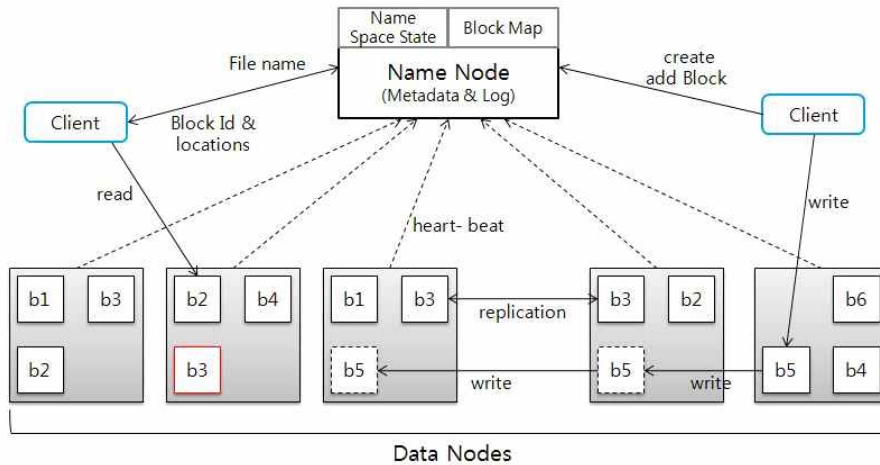 Name
Space State
Block Map
File name
Name Node
(Metadata & Log)
create
add Block
Client
Block Id &
locations
Client
read
write
heart- beat
b1 b3
b2
b2 b4
b3
b1 b3
b5
replication
write
b3 b2
b5
write
b6
b5 b4
Data Nodes